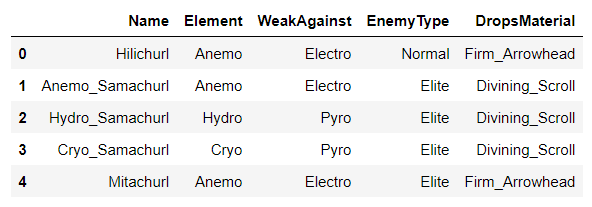 Name Element WeakAgainst EnemyType DropsMaterial
0 Hilichurl Anemo Electro Normal Firm_Arrowhead
1 Anemo_Samachurl Anemo Electro Elite Divining_Scroll
2 Hydro_Samachurl Hydro Pyro Elite Divining_Scroll
3 Cryo_Samachurl Cryo Pyro Elite Divining_Scroll
4 Mitachurl Anemo Electro Elite Firm_Arrowhead